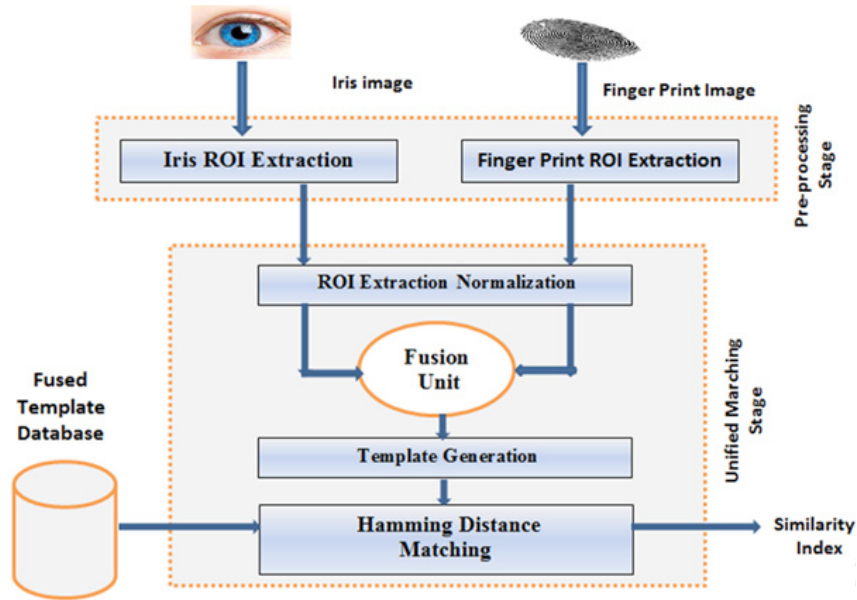 Iris image
Finger Print Image
Iris ROI Extraction
Finger Print ROI Extraction
Pre-processing
Stage
ROI Extraction Normalization
Fusion
Unit
Fused
Template
Database
Template Generation
Unified Marching
Stage
Hamming Distance
Matching
Similarity
Index